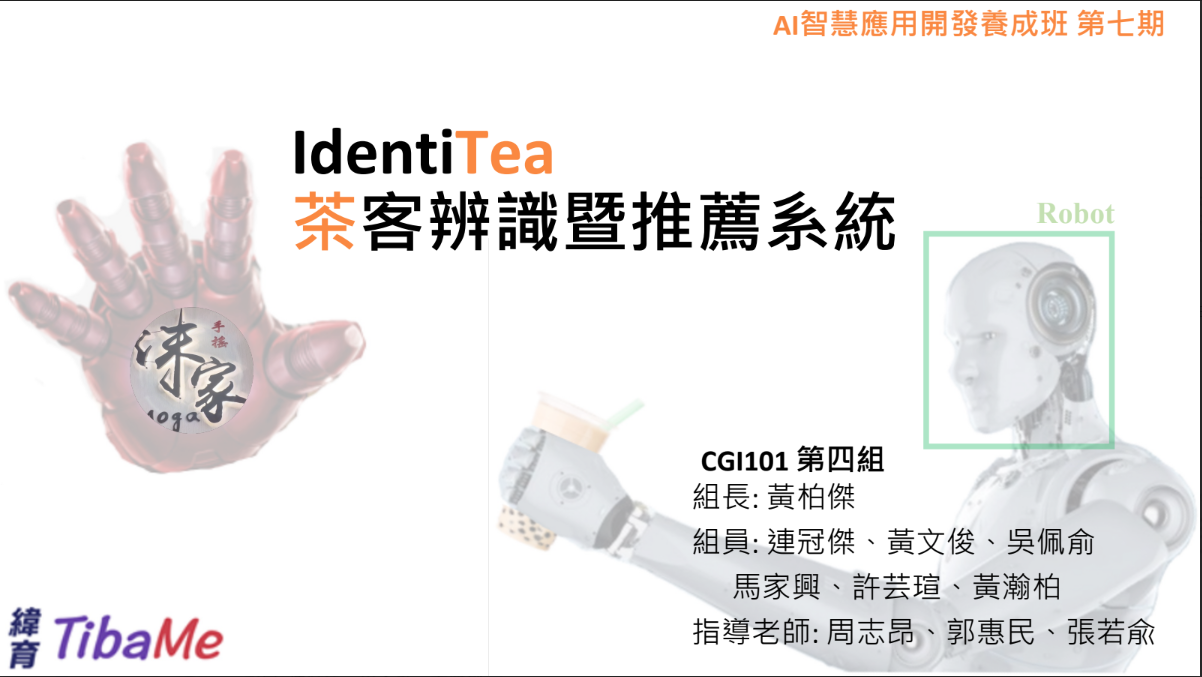 AI智慧應用開發養成班 第七期
IdentiTea
茶客辨識暨推薦系統
Robot
手搖
涑家
CGI101 第四組
組長: 黃柏傑
組員: 連冠傑、黃文俊、吳佩俞
馬家興、許芸瑄、黃瀚柏
指導老師: 周志昂、郭惠民、張若兪
緯育 TibaMe